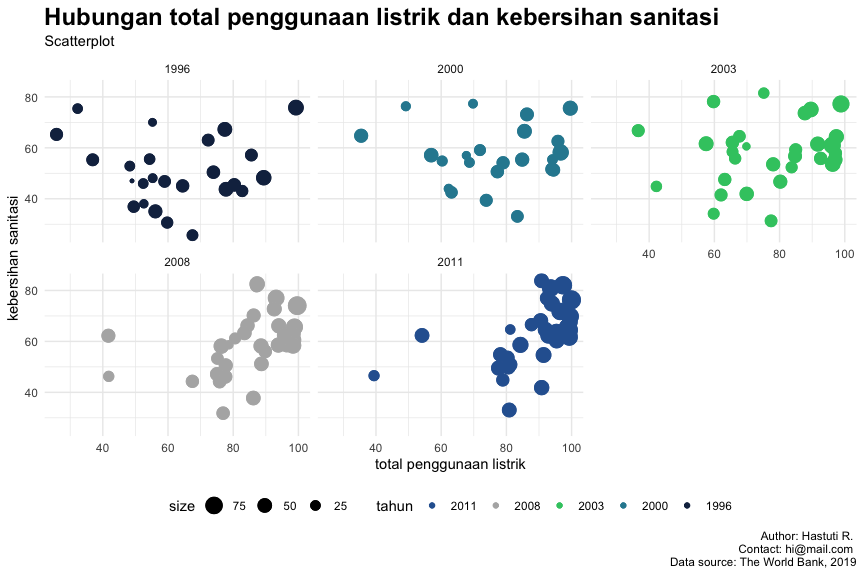 Hubungan total penggunaan listrik dan kebersihan sanitasi
Scatterplot
1996 2000 2003
80
60
40
40 60 80 100
kebersihan sanitasi
2008 2011
80
60
40
40 60 80 100 40 60 80 100
total penggunaan listrik
size 75 50 25 tahun 2011 2008 2003 2000 1996
Author: Hastuti R.
Contact: hi@mail.com
Data source: The World Bank, 2019